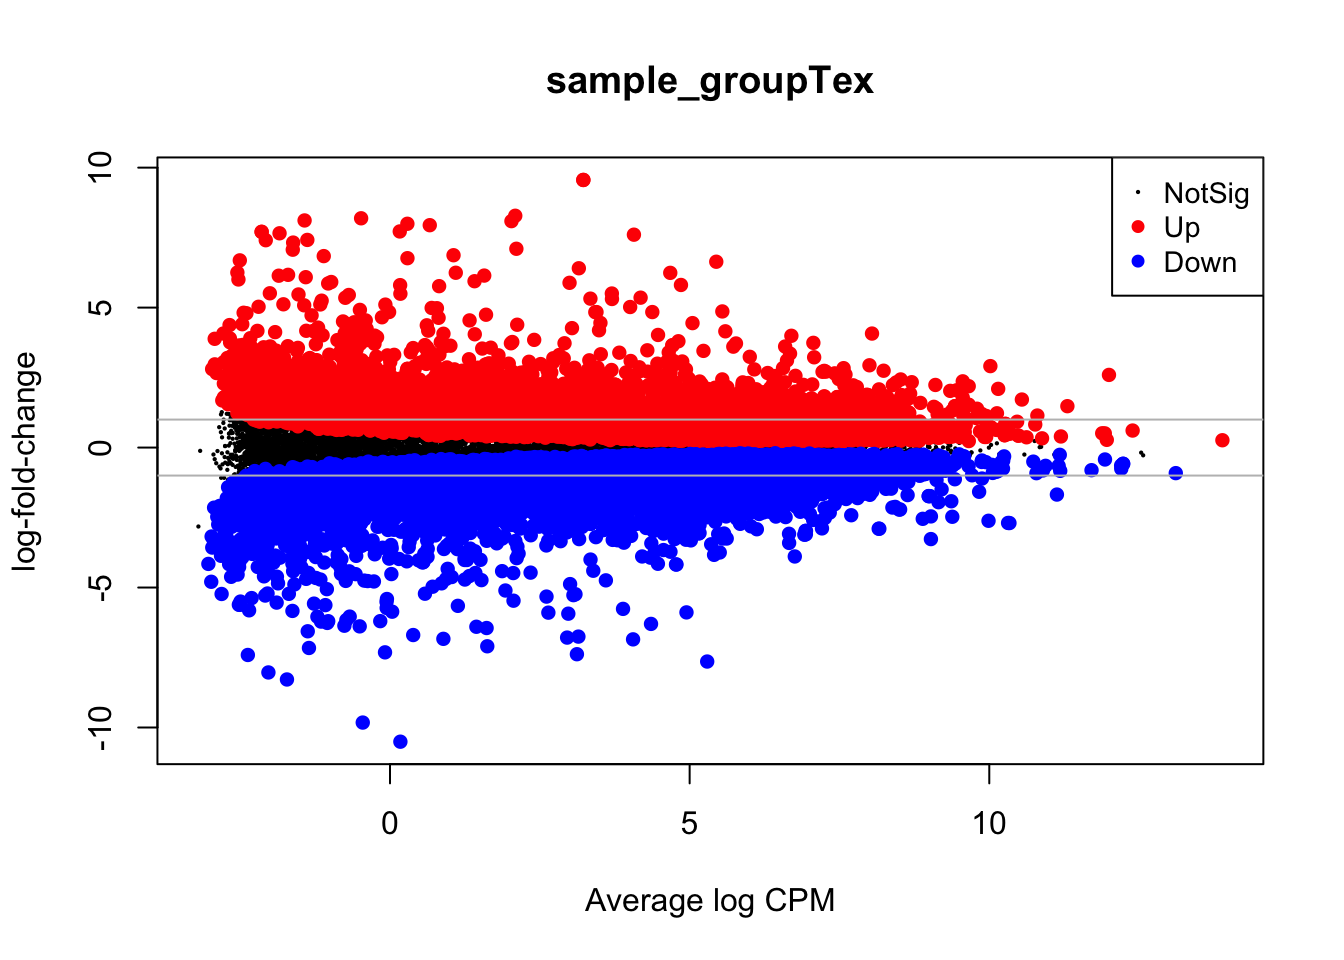 sample_groupTex
log-fold-change
10
5
0
-5
-10
NotSig
Up
Down
0 5 10
Average log CPM